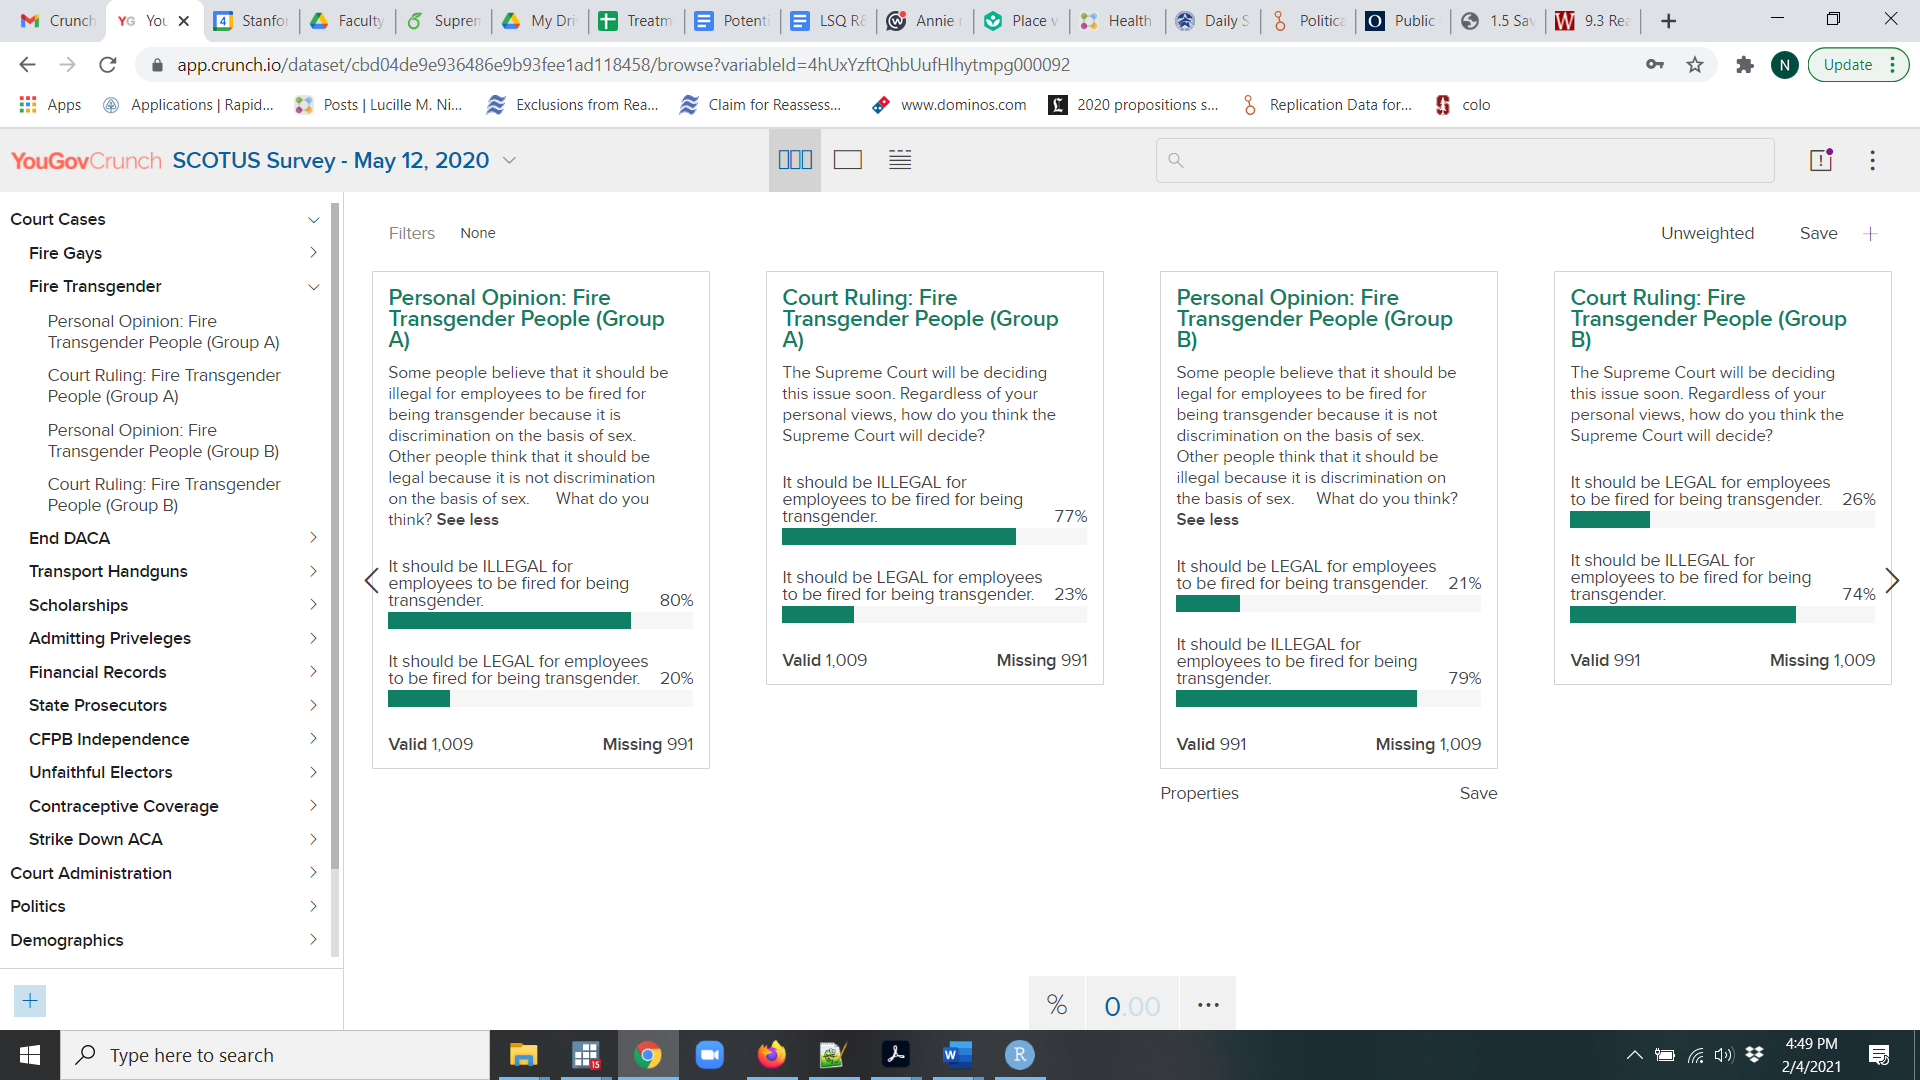 Crunch
YG You
4 Stanfo
Faculty
Suprem
My Dri
Treatm
Potenti
LSQ R&
Annie
Place v
Health
Daily S
Politica
Public
1.5 Sav
9.3 Rea
app.crunch.io/dataset/cbd04de9e936486e9b93fee1ad118458/browse?variableId=4hUxYzftQhbUufHlhytmpg000092
N
Update
Apps
Applications | Rapid...
Posts | Lucille M. Ni...
Exclusions from Rea...
Claim for Reassess...
www.dominos.com
2020 propositions s...
Replication Data for...
colo
YouGovCrunch SCOTUS Survey - May 12, 2020
Court Cases
Fire Gays
Fire Transgender
Personal Opinion: Fire
Transgender People (Group A)
Court Ruling: Fire Transgender
People (Group A)
Personal Opinion: Fire
Transgender People (Group B)
Court Ruling: Fire Transgender
People (Group B)
End DACA
Transport Handguns
Scholarships
Admitting Priveleges
Financial Records
State Prosecutors
CFPB Independence
Unfaithful Electors
Contraceptive Coverage
Strike Down ACA
Court Administration
Politics
Demographics
Filters None
Unweighted Save
Personal Opinion: Fire
Transgender People (Group
A)
Some people believe that it should be
illegal for employees to be fired for
being transgender because it is
discrimination on the basis of sex.
Other people think that it should be
legal because it is not discrimination
on the basis of sex. What do you
think? See less
It should be ILLEGAL for
employees to be fired for being
transgender. 80%
It should be LEGAL for employees
to be fired for being transgender. 20%
Valid 1,009 Missing 991
Court Ruling: Fire
Transgender People (Group
A)
The Supreme Court will be deciding
this issue soon. Regardless of your
personal views, how do you think the
Supreme Court will decide?
It should be ILLEGAL for
employees to be fired for being
transgender. 77%
It should be LEGAL for employees
to be fired for being transgender. 23%
Valid 1,009 Missing 991
Personal Opinion: Fire
Transgender People (Group
B)
Some people believe that it should be
legal for employees to be fired for
being transgender because it is not
discrimination on the basis of sex.
Other people think that it should be
illegal because it is discrimination on
the basis of sex. What do you think?
See less
It should be LEGAL for employees
to be fired for being transgender. 21%
It should be ILLEGAL for
employees to be fired for being
transgender. 79%
Valid 991 Missing 1,009
Properties Save
Court Ruling: Fire
Transgender People (Group
B)
The Supreme Court will be deciding
this issue soon. Regardless of your
personal views, how do you think the
Supreme Court will decide?
It should be LEGAL for employees
to be fired for being transgender. 26%
It should be ILLEGAL for
employees to be fired for being
transgender. 74%
Valid 991 Missing 1,009
% 0.00 ...
Type here to search
15
W
R
4:49 PM
2/4/2021